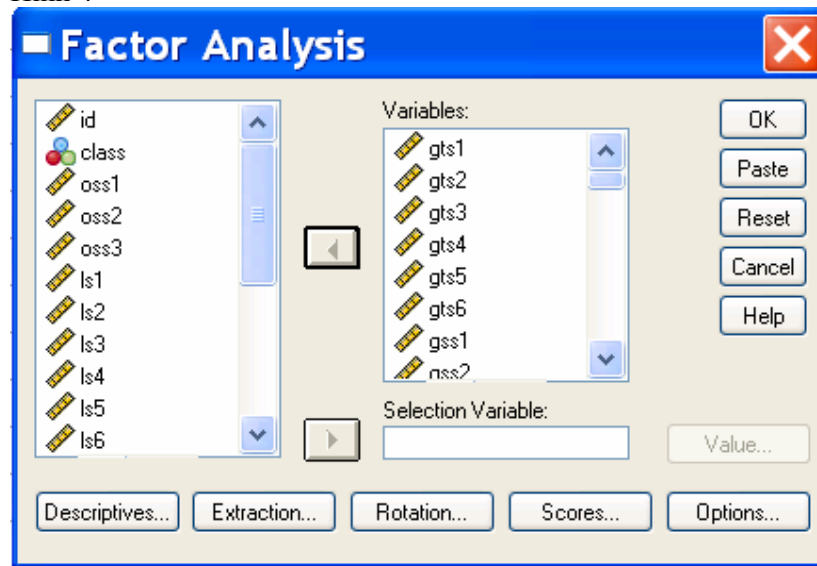 Factor Analysis
id
class
oss1
oss2
oss3
ls1
ls2
ls3
ls4
ls5
ls6
Variables:
gts1
gts2
gts3
gts4
gts5
gts6
gss1
gss2
Selection Variable:
OK
Paste
Reset
Cancel
Help
Value...
Descriptives... Extraction... Rotation... Scores... Options...